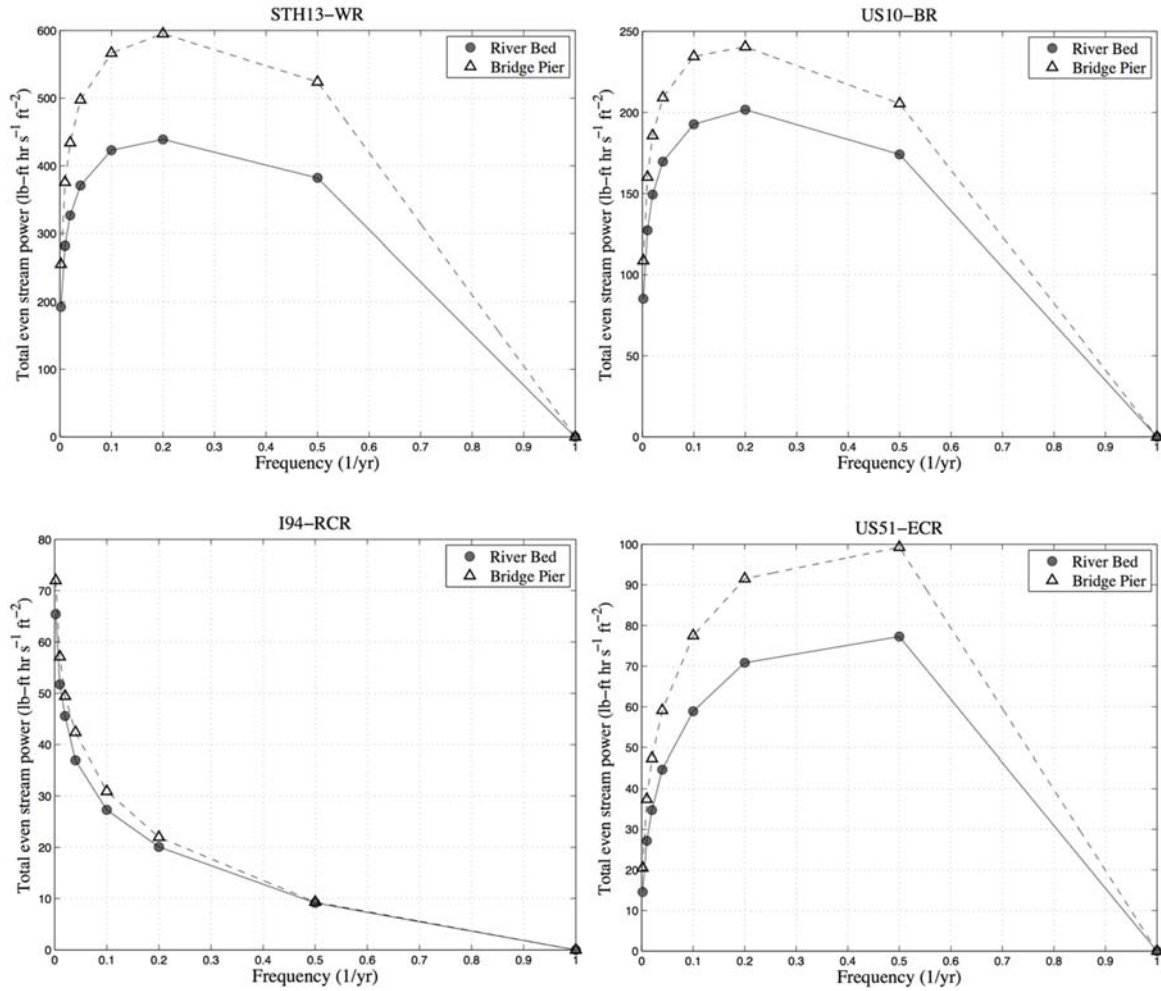 STH13−WR
600
500
400
300
200
100
0
0 0.1 0.2 0.3 0.4 0.5 0.6 0.7 0.8 0.9 1
Frequency (1/yr)
Total even stream power (lb−ft hr s⁻¹ ft⁻²)
River Bed
Bridge Pier
US10−BR
250
200
150
100
50
0
0 0.1 0.2 0.3 0.4 0.5 0.6 0.7 0.8 0.9 1
Frequency (1/yr)
Total even stream power (lb−ft hr s⁻¹ ft⁻²)
River Bed
Bridge Pier
I94−RCR
80
70
60
50
40
30
20
10
0
0 0.1 0.2 0.3 0.4 0.5 0.6 0.7 0.8 0.9 1
Frequency (1/yr)
Total even stream power (lb−ft hr s⁻¹ ft⁻²)
River Bed
Bridge Pier
US51−ECR
100
90
80
70
60
50
40
30
20
10
0
0 0.1 0.2 0.3 0.4 0.5 0.6 0.7 0.8 0.9 1
Frequency (1/yr)
Total even stream power (lb−ft hr s⁻¹ ft⁻²)
River Bed
Bridge Pier